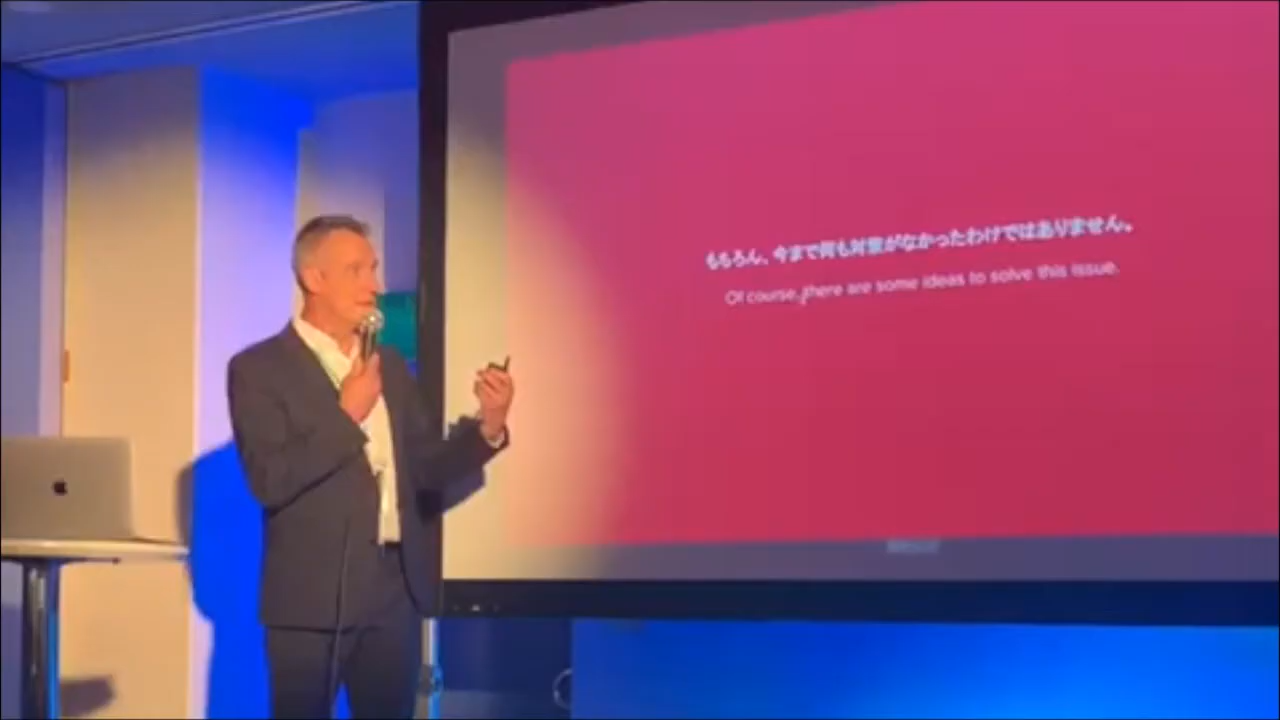 もちろん、今まで何も対策がなかったわけではありません。
Of course, there are some ideas to solve this issue.